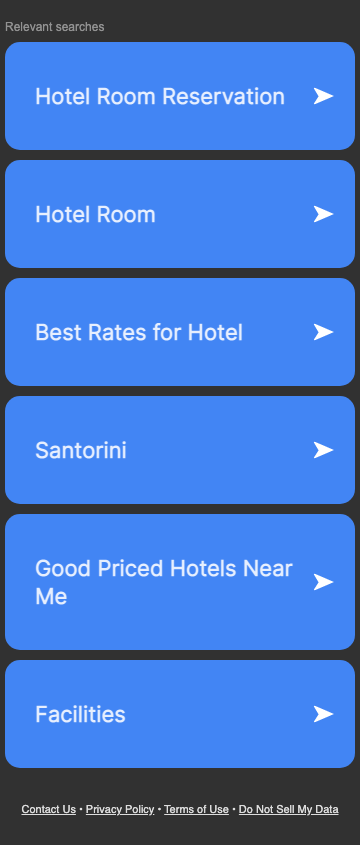 Relevant searches
Hotel Room Reservation
Hotel Room
Best Rates for Hotel
Santorini
Good Priced Hotels Near
Me
Facilities
Contact Us • Privacy Policy • Terms of Use • Do Not Sell My Data